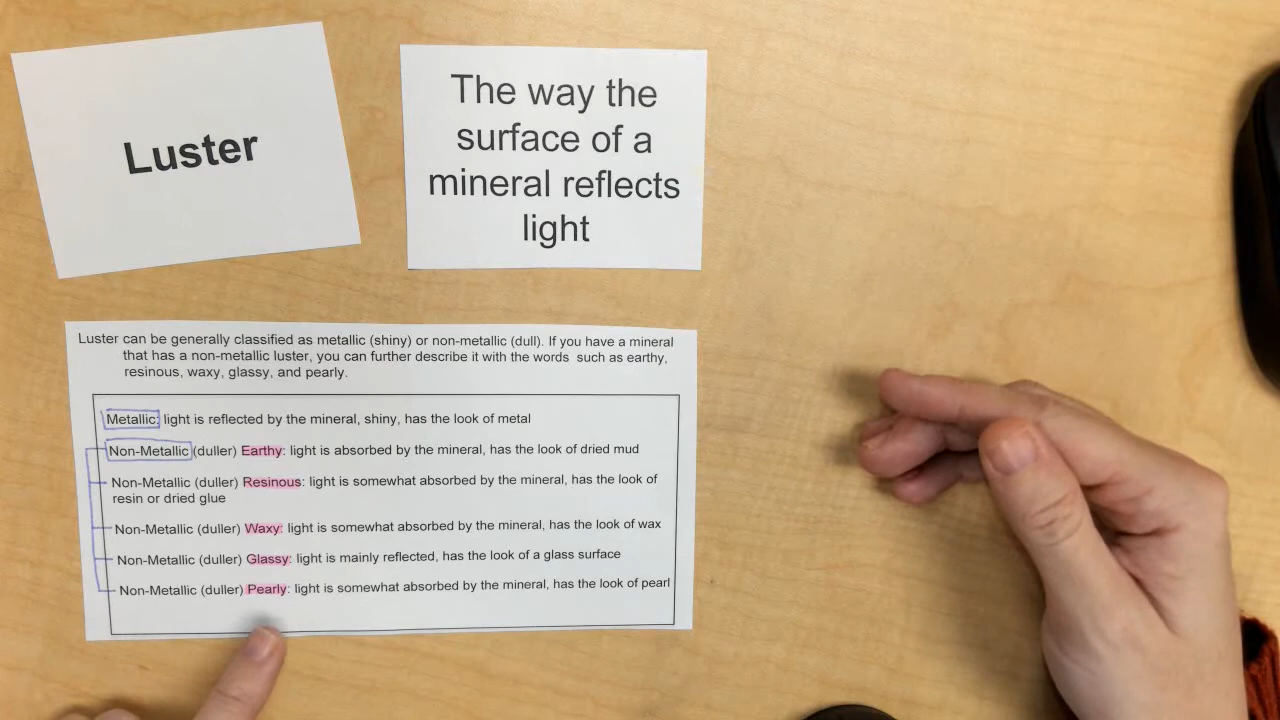 Luster
The way the
surface of a
mineral reflects
light
Luster can be generally classified as metallic (shiny) or non-metallic (dull). If you have a mineral
that has a non-metallic luster, you can further describe it with the words such as earthy,
resinous, waxy, glassy, and pearly.
Metallic: light is reflected by the mineral, shiny, has the look of metal
Non-Metallic (duller) Earthy: light is absorbed by the mineral, has the look of dried mud
Non-Metallic (duller) Resinous: light is somewhat absorbed by the mineral, has the look of
resin or dried glue
Non-Metallic (duller) Waxy: light is somewhat absorbed by the mineral, has the look of wax
Non-Metallic (duller) Glassy: light is mainly reflected, has the look of a glass surface
Non-Metallic (duller) Pearly: light is somewhat absorbed by the mineral, has the look of pearl